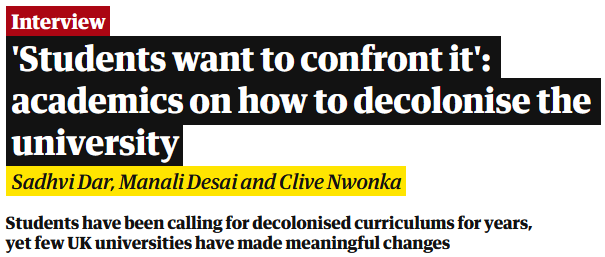 Interview
'Students want to confront it':
academics on how to decolonise the
university
Sadhvi Dar, Manali Desai and Clive Nwonka
Students have been calling for decolonised curriculums for years,
yet few UK universities have made meaningful changes